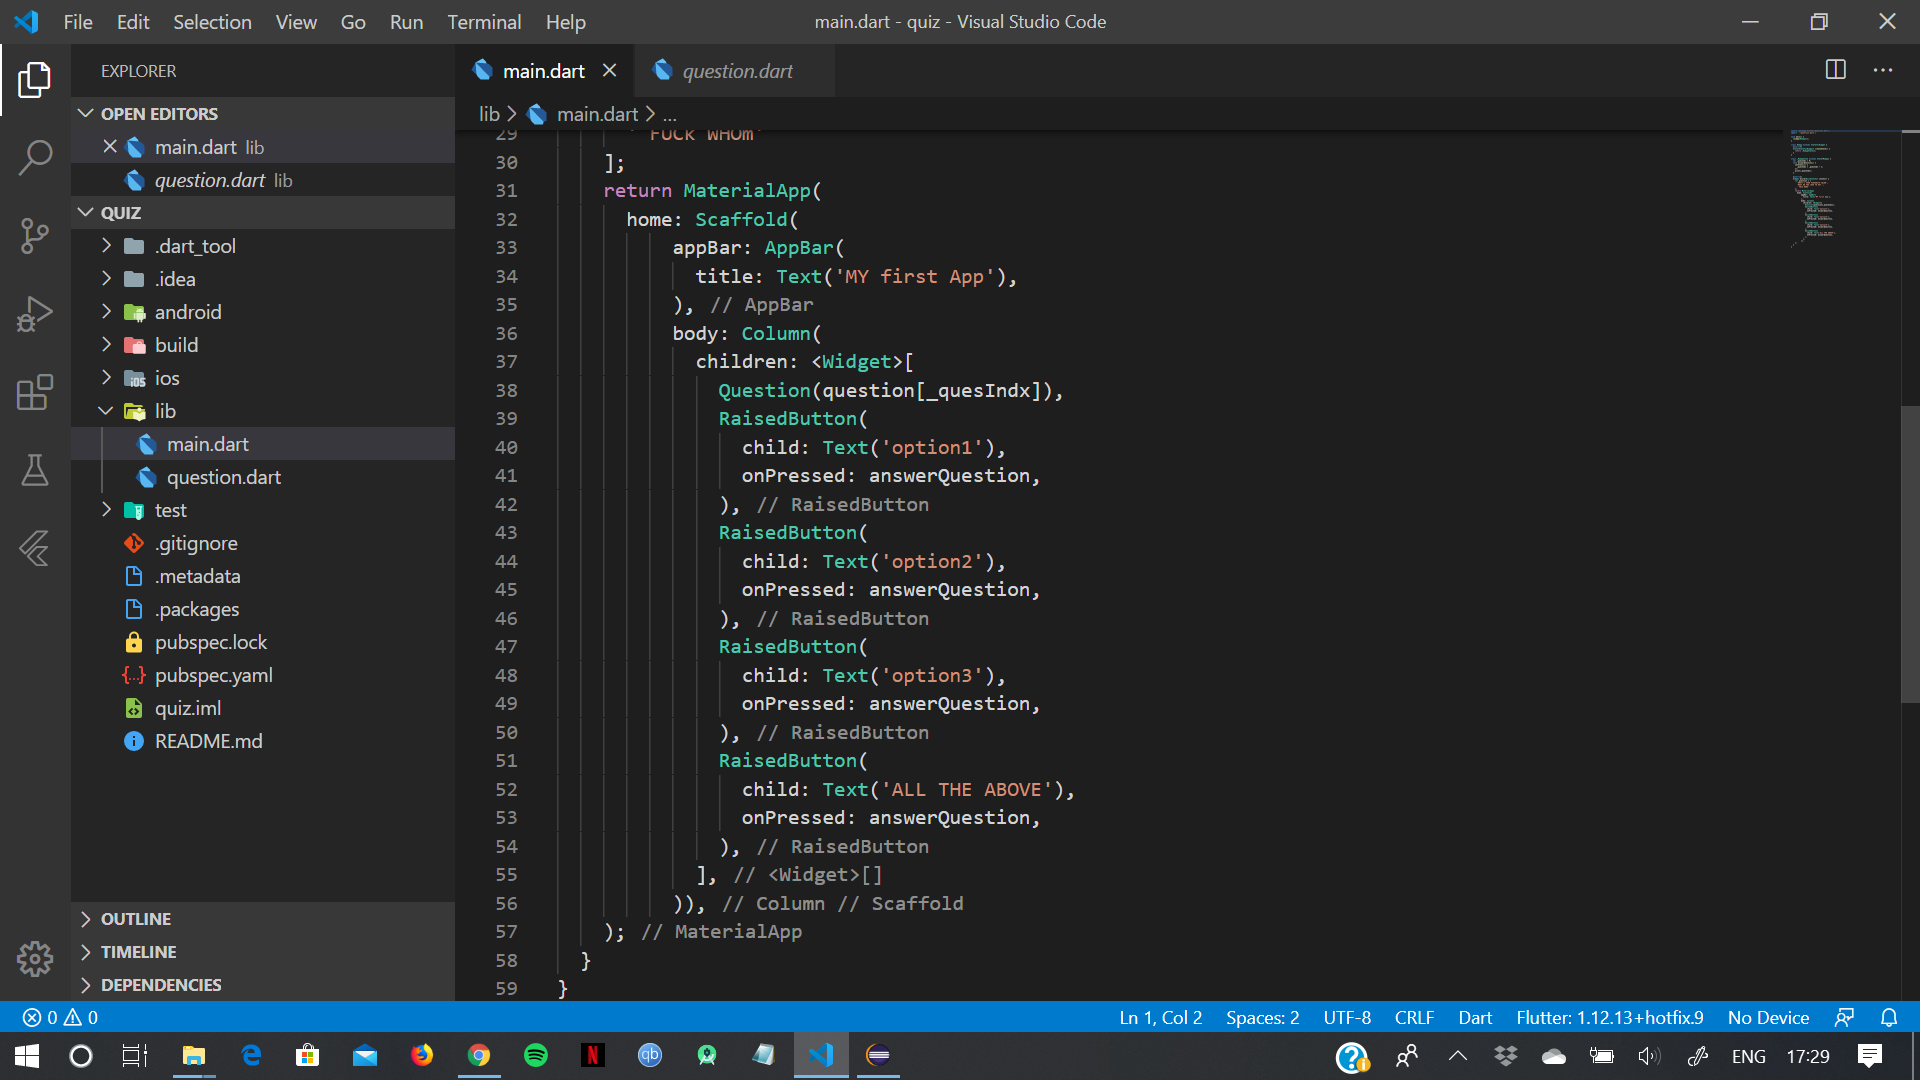 File Edit Selection View Go Run Terminal Help
main.dart - quiz - Visual Studio Code
EXPLORER
OPEN EDITORS
main.dart lib
question.dart lib
QUIZ
.dart_tool
.idea
android
build
ios
lib
main.dart
question.dart
test
.gitignore
.metadata
.packages
pubspec.lock
pubspec.yaml
quiz.iml
README.md
OUTLINE
TIMELINE
DEPENDENCIES
main.dart question.dart
lib > main.dart > ...
29 FUCK WHOm'
30 ];
31 return MaterialApp(
32 home: Scaffold(
33 appBar: AppBar(
34 title: Text('MY first App'),
35 ), // AppBar
36 body: Column(
37 children: <Widget>[
38 Question(question[_quesIndx]),
39 RaisedButton(
40 child: Text('option1'),
41 onPressed: answerQuestion,
42 ), // RaisedButton
43 RaisedButton(
44 child: Text('option2'),
45 onPressed: answerQuestion,
46 ), // RaisedButton
47 RaisedButton(
48 child: Text('option3'),
49 onPressed: answerQuestion,
50 ), // RaisedButton
51 RaisedButton(
52 child: Text('ALL THE ABOVE'),
53 onPressed: answerQuestion,
54 ), // RaisedButton
55 ], // <Widget>[]
56 )), // Column // Scaffold
57 ); // MaterialApp
58 }
59 }
0 0 Ln 1, Col 2 Spaces: 2 UTF-8 CRLF Dart Flutter: 1.12.13+hotfix.9 No Device
ENG 17:29